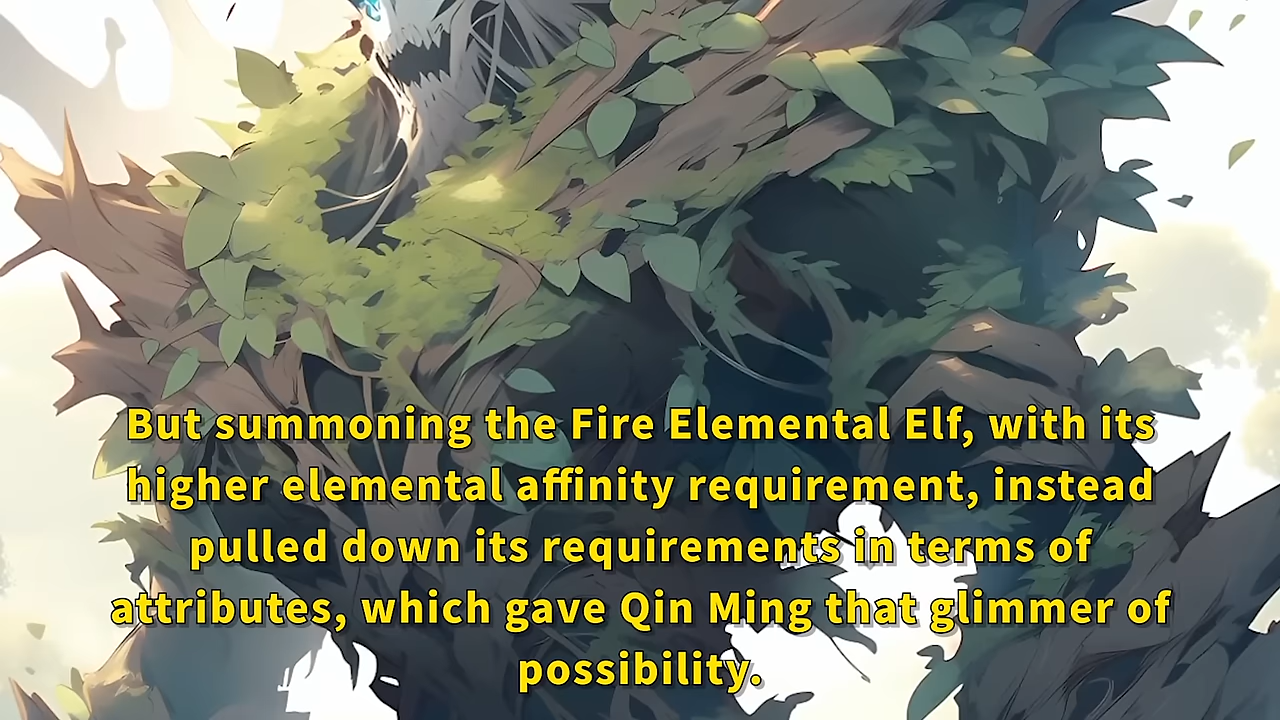 But summoning the Fire Elemental Elf, with its
higher elemental affinity requirement, instead
pulled down its requirements in terms of
attributes, which gave Qin Ming that glimmer of
possibility.